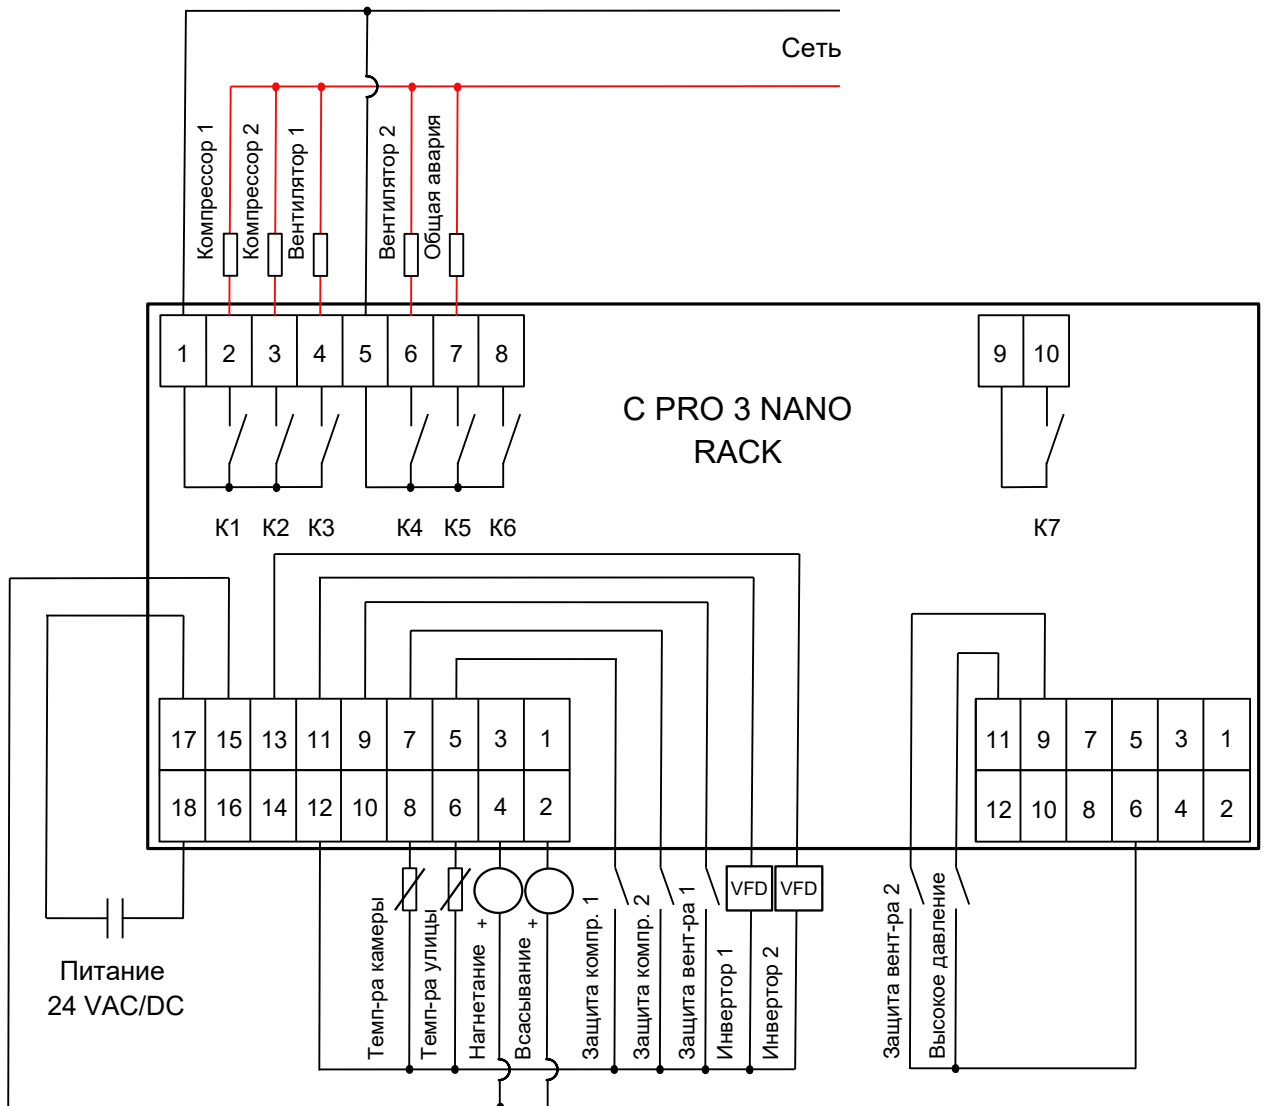 Сеть
Компрессор 1
Компрессор 2
Вентилятор 1
Вентилятор 2
Общая авария
1 2 3 4 5 6 7 8
9 10
C PRO 3 NANO
RACK
К1 К2 К3 К4 К5 К6
К7
17 15 13 11 9 7 5 3 1
18 16 14 12 10 8 6 4 2
11 9 7 5 3 1
12 10 8 6 4 2
VFD VFD
Питание
24 VAC/DC
Темп-ра камеры
Темп-ра улицы
Нагнетание +
Всасывание +
Защита компр. 1
Защита компр. 2
Защита вент-ра 1
Инвертор 1
Инвертор 2
Защита вент-ра 2
Высокое давление